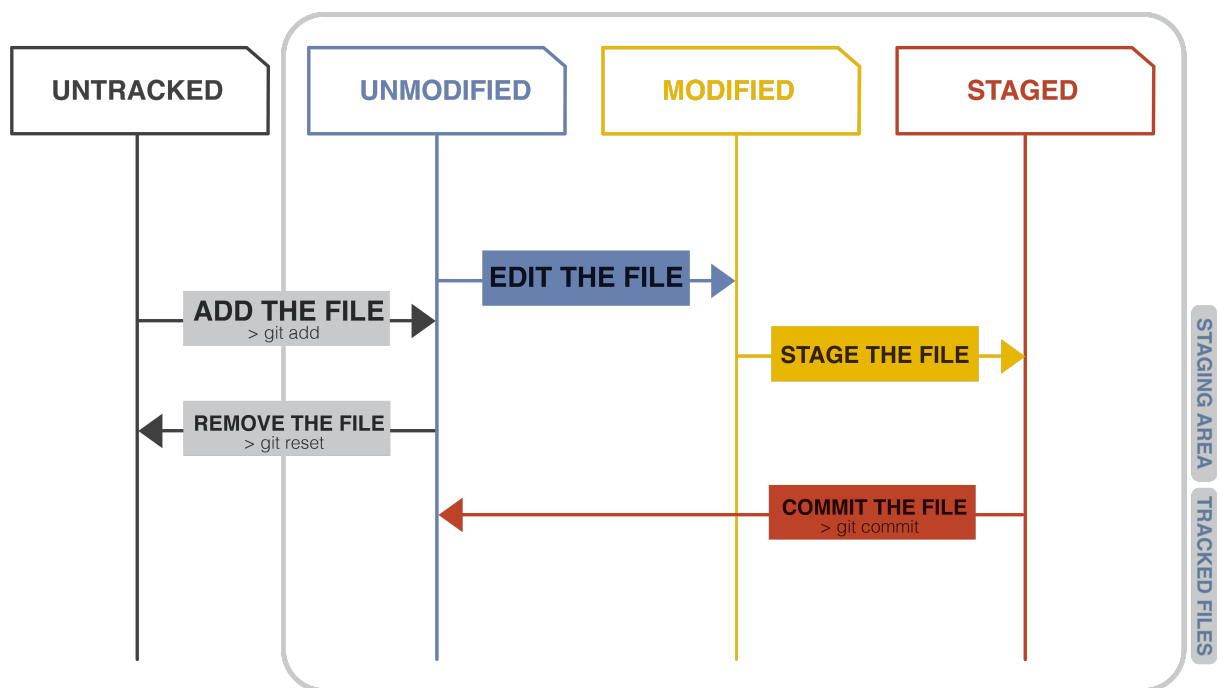 UNTRACKED
UNMODIFIED
MODIFIED
STAGED
EDIT THE FILE
ADD THE FILE
> git add
STAGE THE FILE
REMOVE THE FILE
> git reset
COMMIT THE FILE
> git commit
STAGING AREA
TRACKED FILES